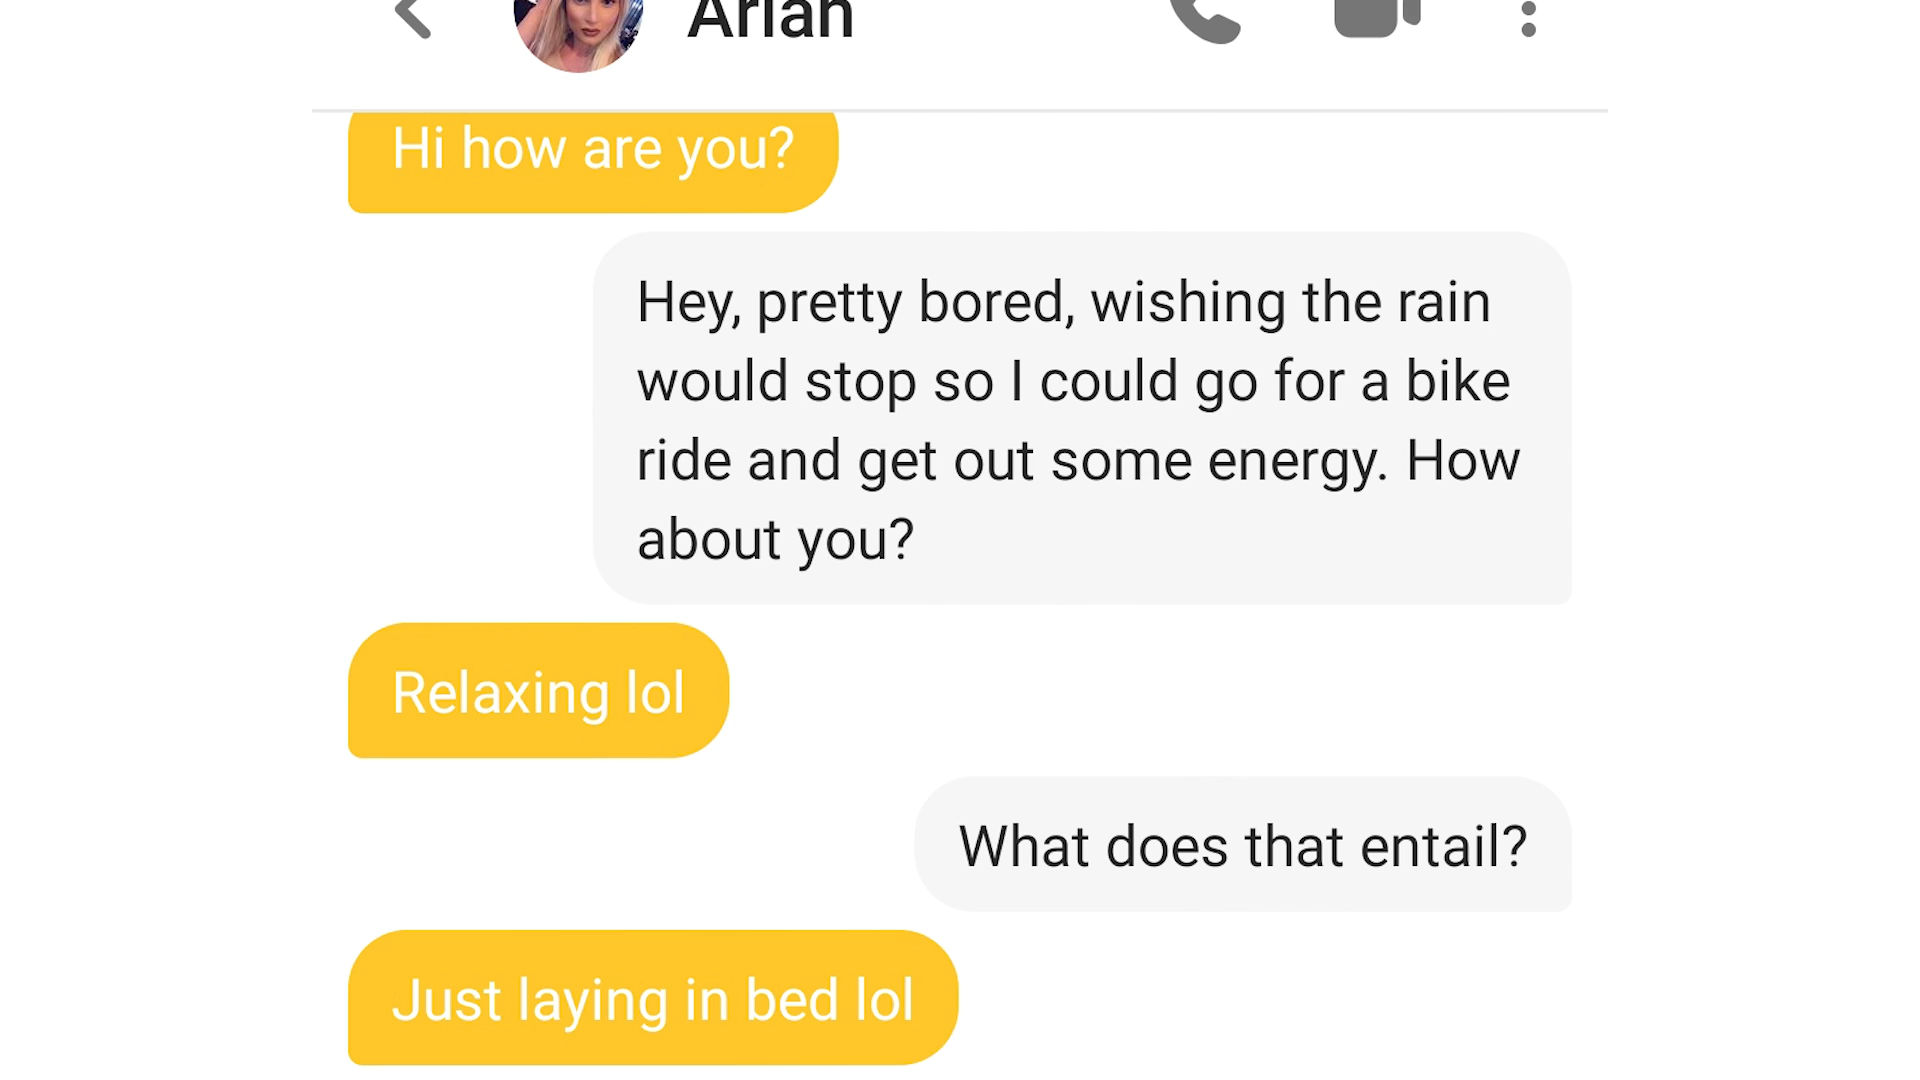 Arian
Hi how are you?
Hey, pretty bored, wishing the rain
would stop so I could go for a bike
ride and get out some energy. How
about you?
Relaxing lol
What does that entail?
Just laying in bed lol